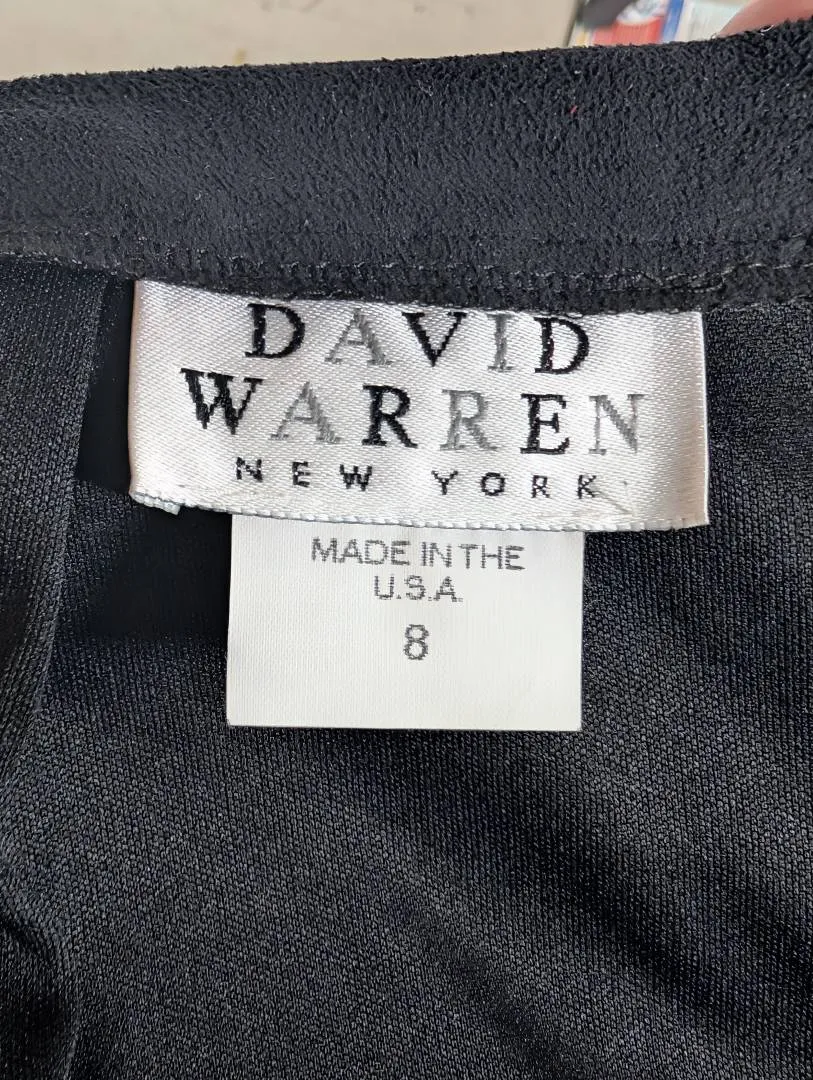 DAVID
WARREN
NEW YORK
MADE IN THE
U.S.A.
8